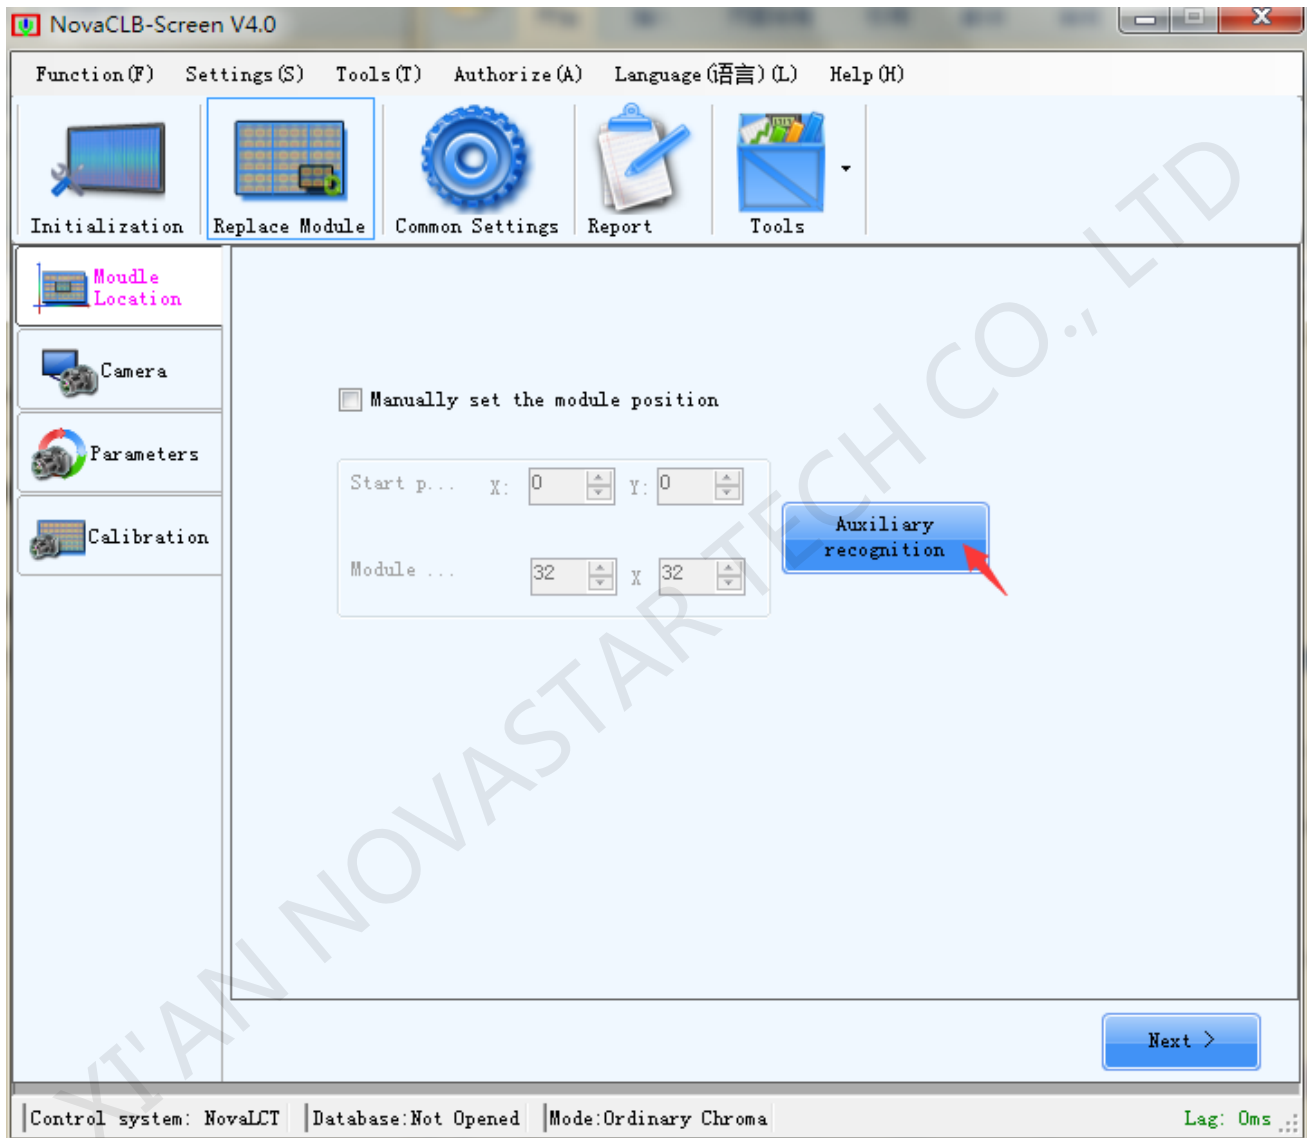 NovaCLB-Screen V4.0
Function(F) Settings(S) Tools(T) Authorize(A) Language(语言)(L) Help(H)
Initialization Replace Module Common Settings Report Tools
Moudle
Location
Camera
Parameters
Calibration
Manually set the module position
Start p... X: 0 Y: 0
Auxiliary
recognition
Module ... 32 X 32
Next >
Control system: NovaLCT Database:Not Opened Mode:Ordinary Chroma Lag: 0ms
XI'AN NOVASTAR TECH CO., LTD